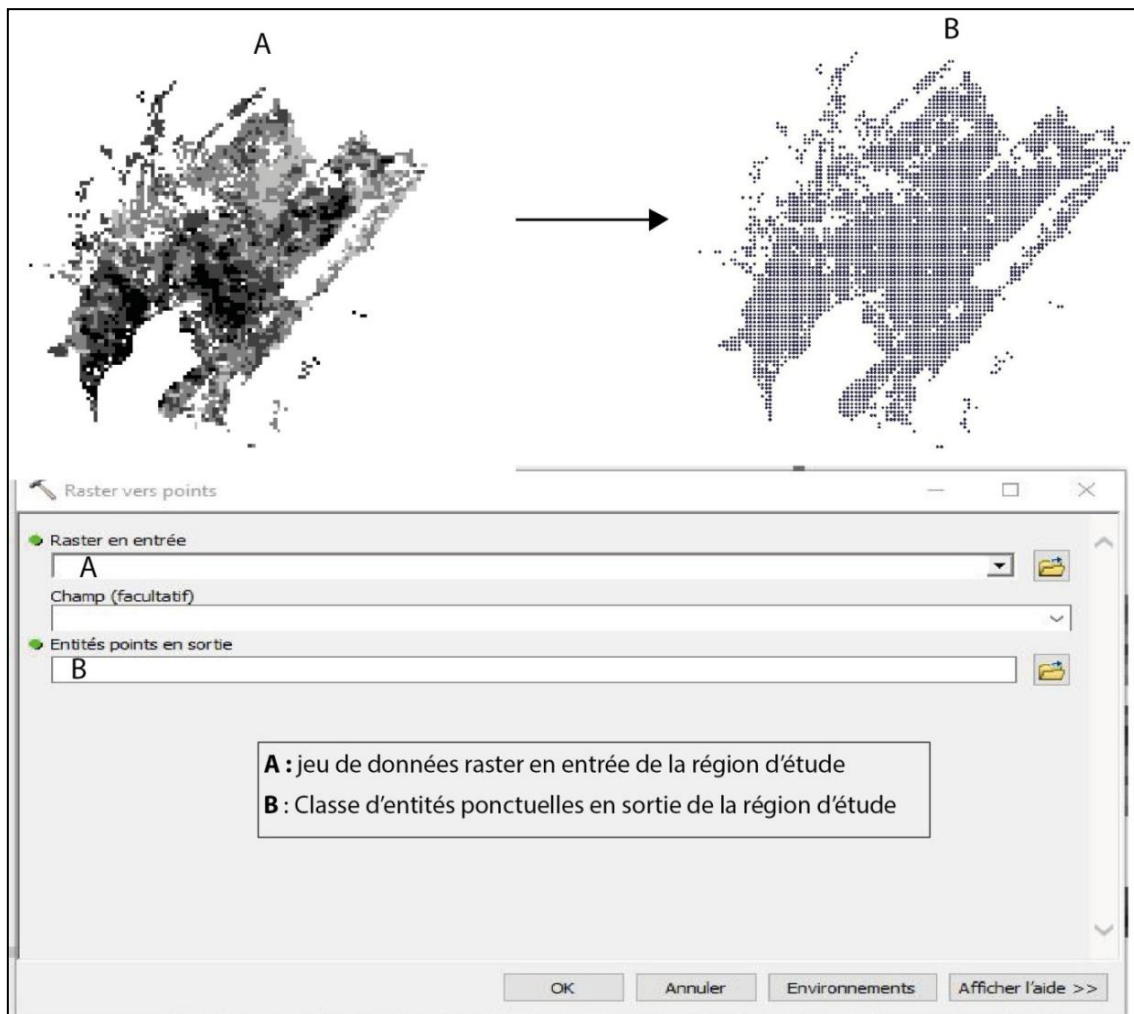 A
B
Raster vers points
Raster en entrée
A
Champ (facultatif)
Entités points en sortie
B
A : jeu de données raster en entrée de la région d'étude
B : Classe d'entités ponctuelles en sortie de la région d'étude
OK
Annuler
Environnements
Afficher l'aide >>